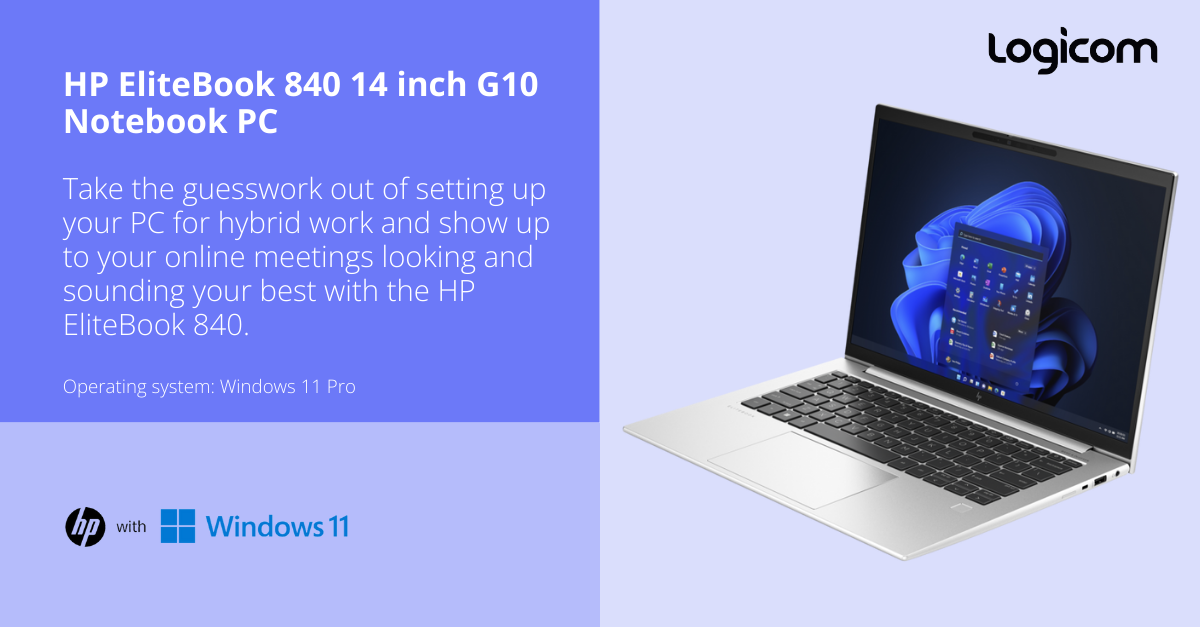 HP EliteBook 840 14 inch G10
Notebook PC
Take the guesswork out of setting up
your PC for hybrid work and show up
to your online meetings looking and
sounding your best with the HP
EliteBook 840.
Operating system: Windows 11 Pro
hp with Windows 11
Logicom
hp